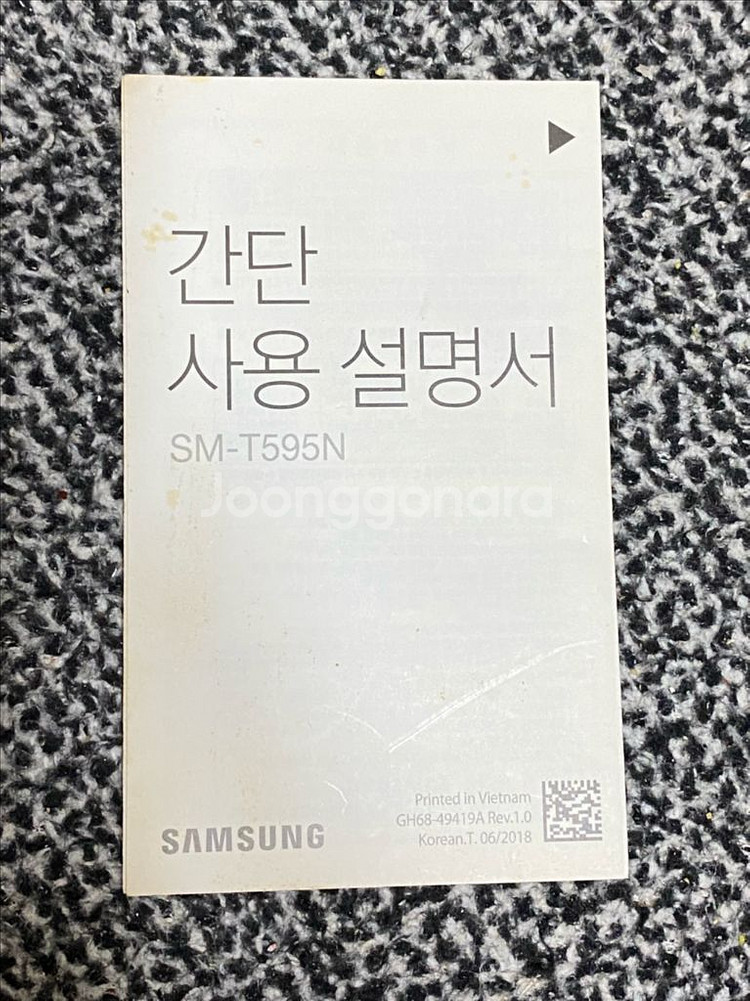 간단
사용 설명서
SM-T595N
Joonggonara
Printed in Vietnam
GH68-49419A Rev.1.0
Korean.T. 06/2018
SAMSUNG